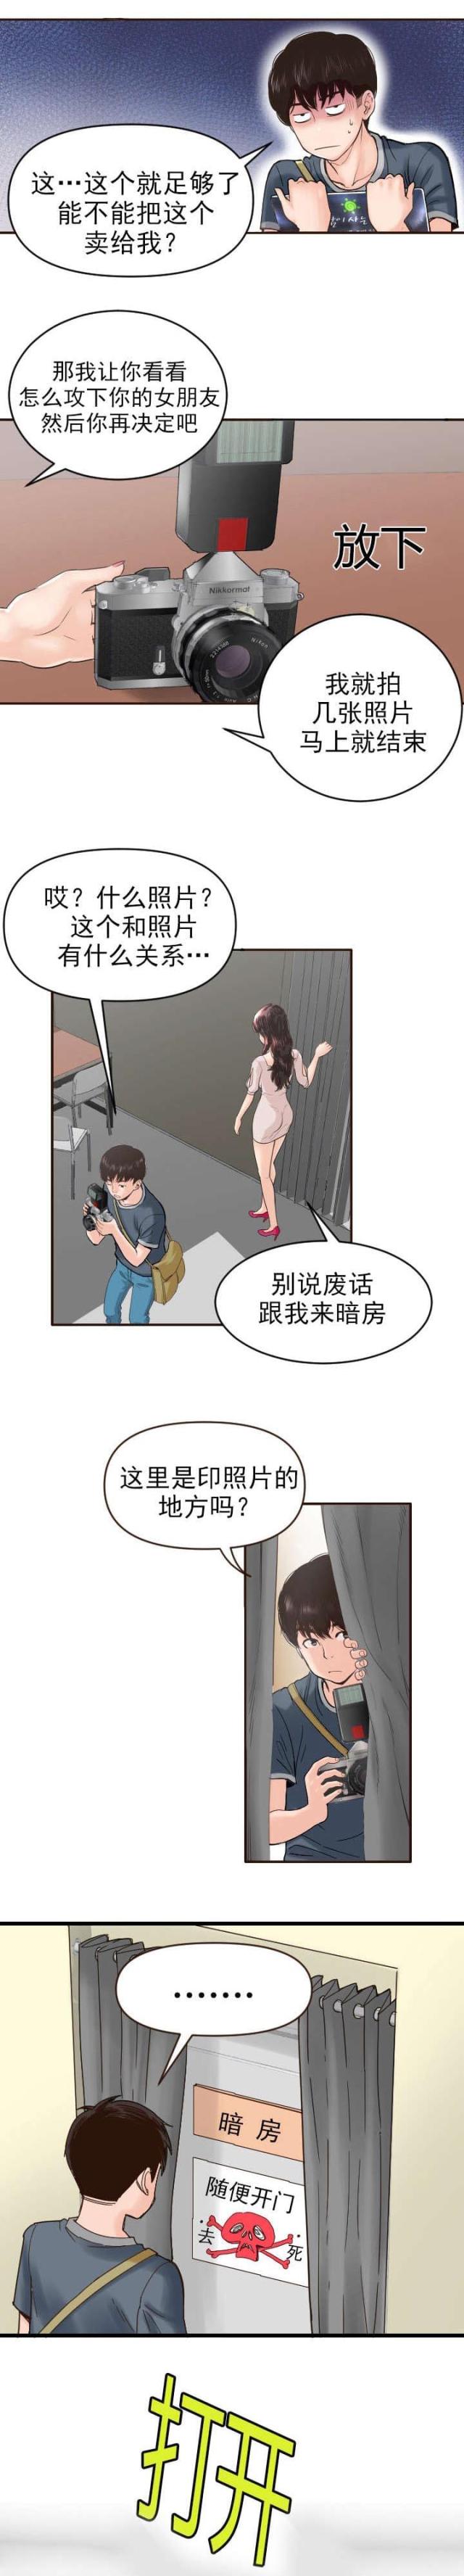 这…这个就足够了
能不能把这个
卖给我？
那我让你看看
怎么攻下你的女朋友
然后你再决定吧
Nikkormat
放下
我就拍
几张照片
马上就结束
哎？什么照片？
这个和照片
有什么关系…
别说废话
跟我来暗房
这里是印照片的
地方吗？
·······
暗房
随便开门
去
死
打开